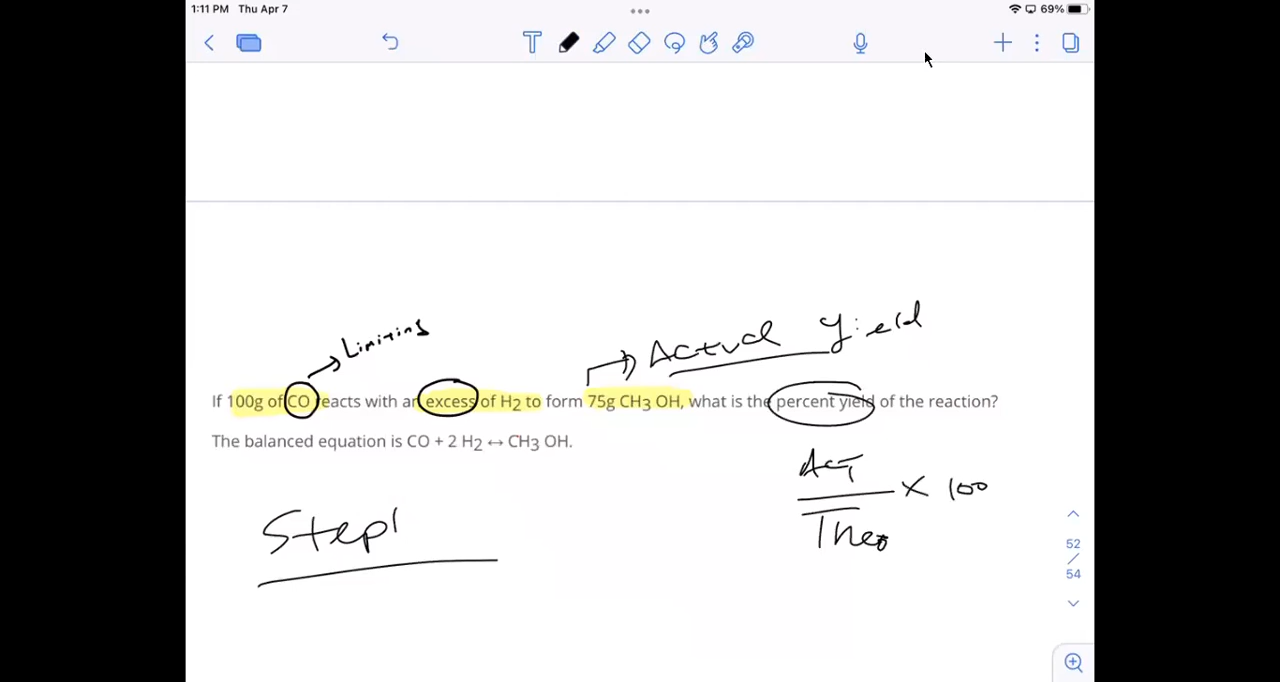 1:11 PM Thu Apr 7
69%
T
Limiting
Actual Yield
If 100g of CO reacts with an excess of H2 to form 75g CH3 OH, what is the percent yield of the reaction?
The balanced equation is CO + 2 H2 ↔ CH3 OH.
Act
Theo
× 100
Step 1
52
/
54